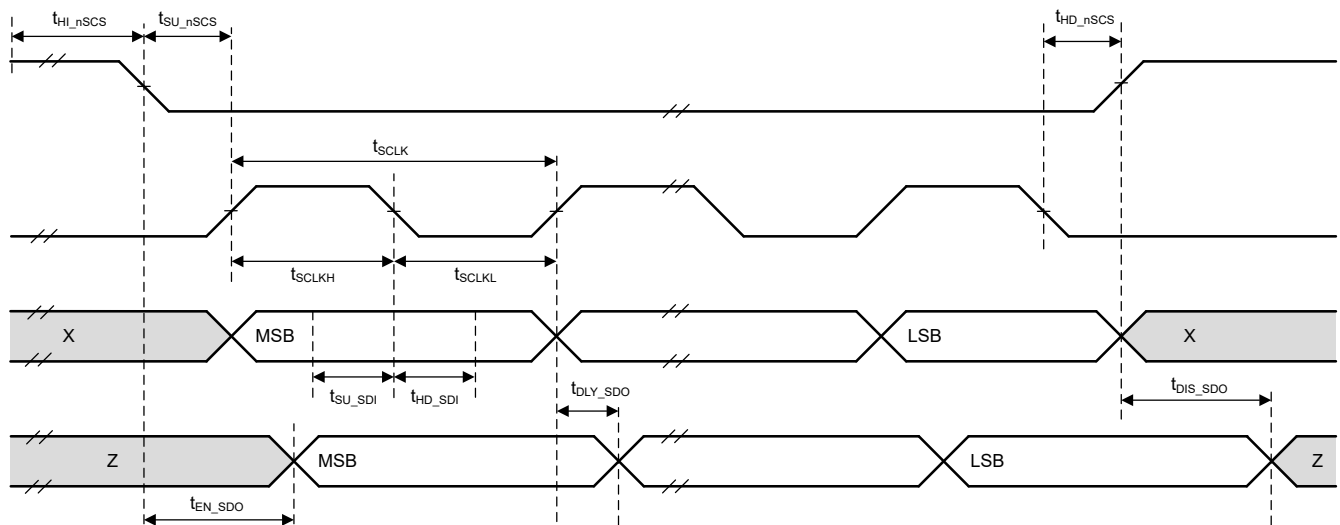 tHI_nSCS tSU_nSCS tHD_nSCS
tSCLK
tSCLKH tSCLKL
X MSB LSB X
tSU_SDI tHD_SDI tDLY_SDO tDIS_SDO
Z MSB LSB Z
tEN_SDO